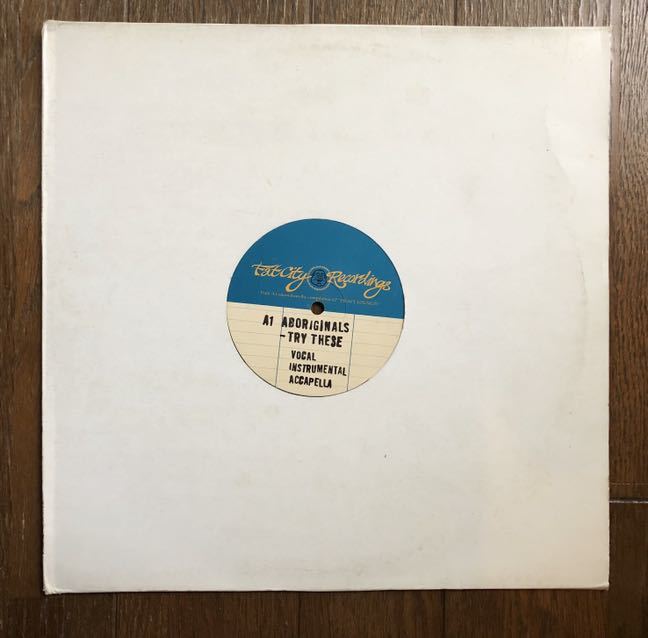 Fat City Recordings
A1 ABORIGINALS
- TRY THESE
VOCAL
INSTRUMENTAL
ACCAPELLA